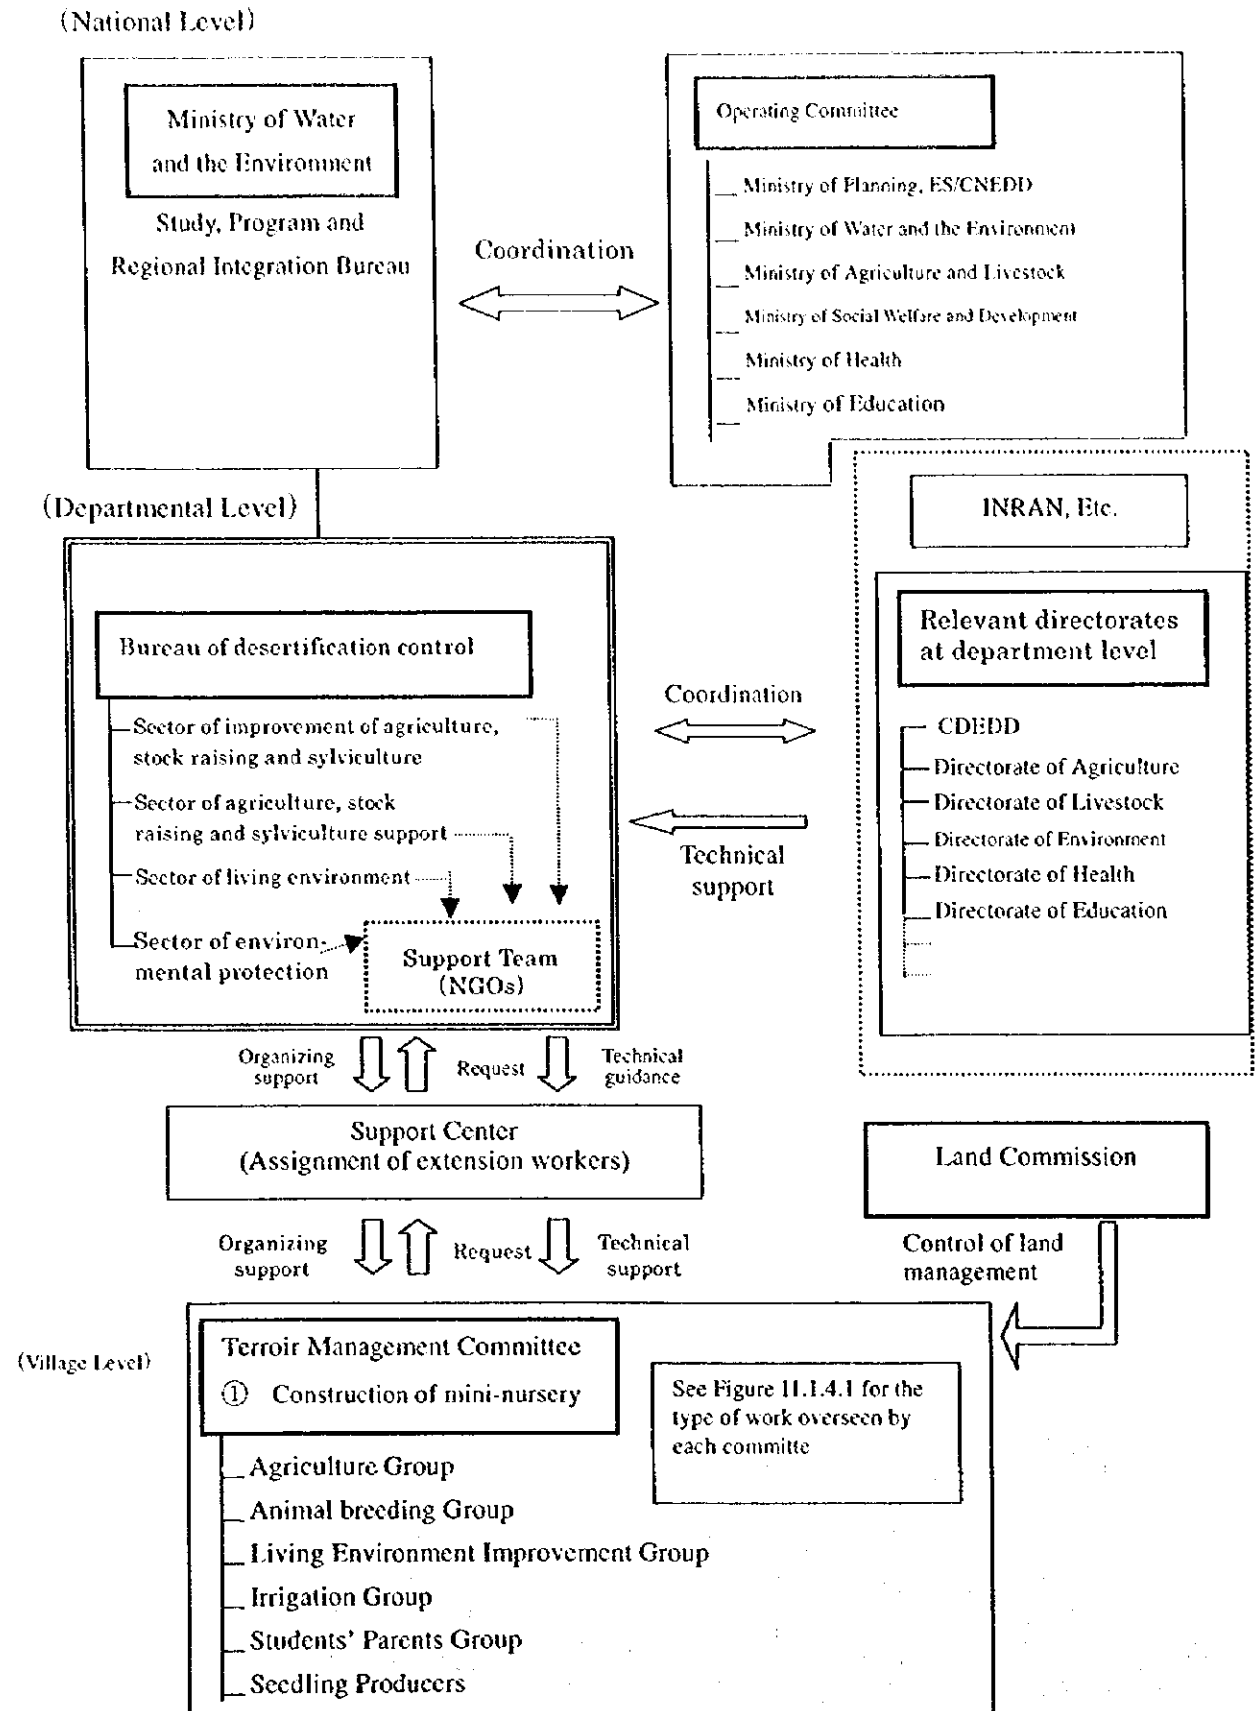 (National Level)
Ministry of Water
and the Environment
Study, Program and
Regional Integration Bureau
Coordination
Operating Committee
Ministry of Planning, ES/CNEDD
Ministry of Water and the Environment
Ministry of Agriculture and Livestock
Ministry of Social Welfare and Development
Ministry of Health
Ministry of Education
(Departmental Level)
Bureau of desertification control
Sector of improvement of agriculture,
stock raising and sylviculture
Sector of agriculture, stock
raising and sylviculture support
Sector of living environment
Sector of environ-
mental protection
Support Team
(NGOs)
Coordination
Technical
support
INRAN, Etc.
Relevant directorates
at department level
CDEDD
Directorate of Agriculture
Directorate of Livestock
Directorate of Environment
Directorate of Health
Directorate of Education
Organizing
support
Request
Technical
guidance
Support Center
(Assignment of extension workers)
Land Commission
Organizing
support
Request
Technical
support
Control of land
management
(Village Level)
Terroir Management Committee
① Construction of mini-nursery
See Figure 11.1.4.1 for the
type of work overseen by
each committe
Agriculture Group
Animal breeding Group
Living Environment Improvement Group
Irrigation Group
Students' Parents Group
Seedling Producers